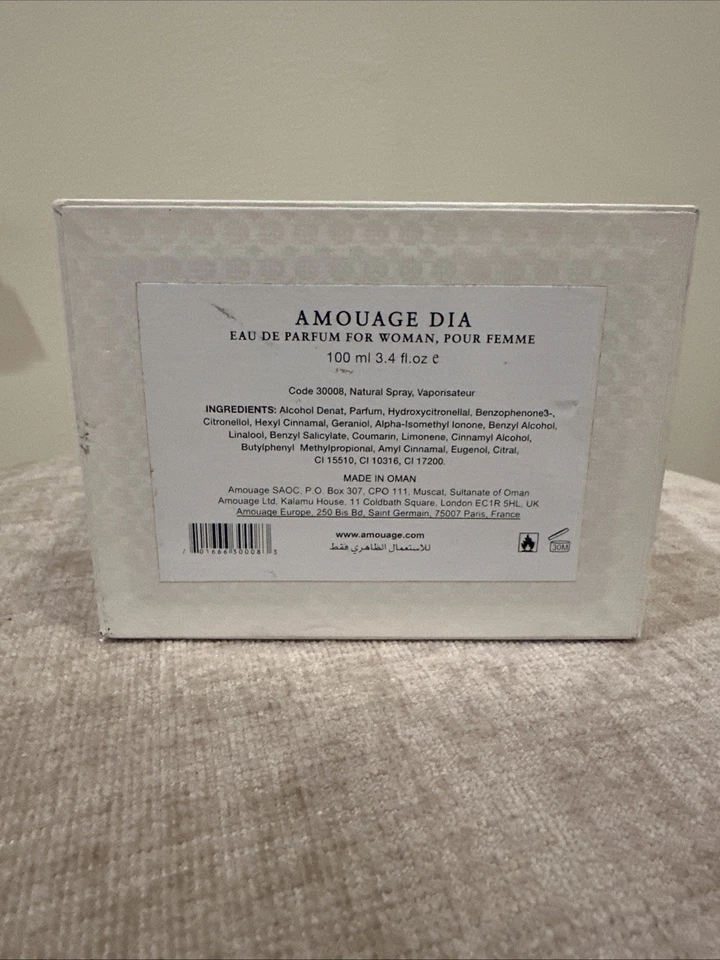 AMOUAGE DIA
EAU DE PARFUM FOR WOMAN, POUR FEMME
100 ml 3.4 fl.oz e
Code 30008, Natural Spray, Vaporisateur
INGREDIENTS: Alcohol Denat, Parfum, Hydroxycitronellal, Benzophenone3-,
Citronellol, Hexyl Cinnamal, Geraniol, Alpha-Isomethyl Ionone, Benzyl Alcohol,
Linalool, Benzyl Salicylate, Coumarin, Limonene, Cinnamyl Alcohol,
Butylphenyl Methylpropional, Amyl Cinnamal, Eugenol, Citral,
CI 15510, CI 10316, CI 17200.
MADE IN OMAN
Amouage SAOC, P.O. Box 307, CPO 111, Muscat, Sultanate of Oman
Amouage Ltd, Kalamu House, 11 Coldbath Square, London EC1R 5HL, UK
Amouage Europe, 250 Bis Bd, Saint Germain, 75007 Paris, France
www.amouage.com
للاستعمال الظاهري فقط
7 01666 30008 3
30M